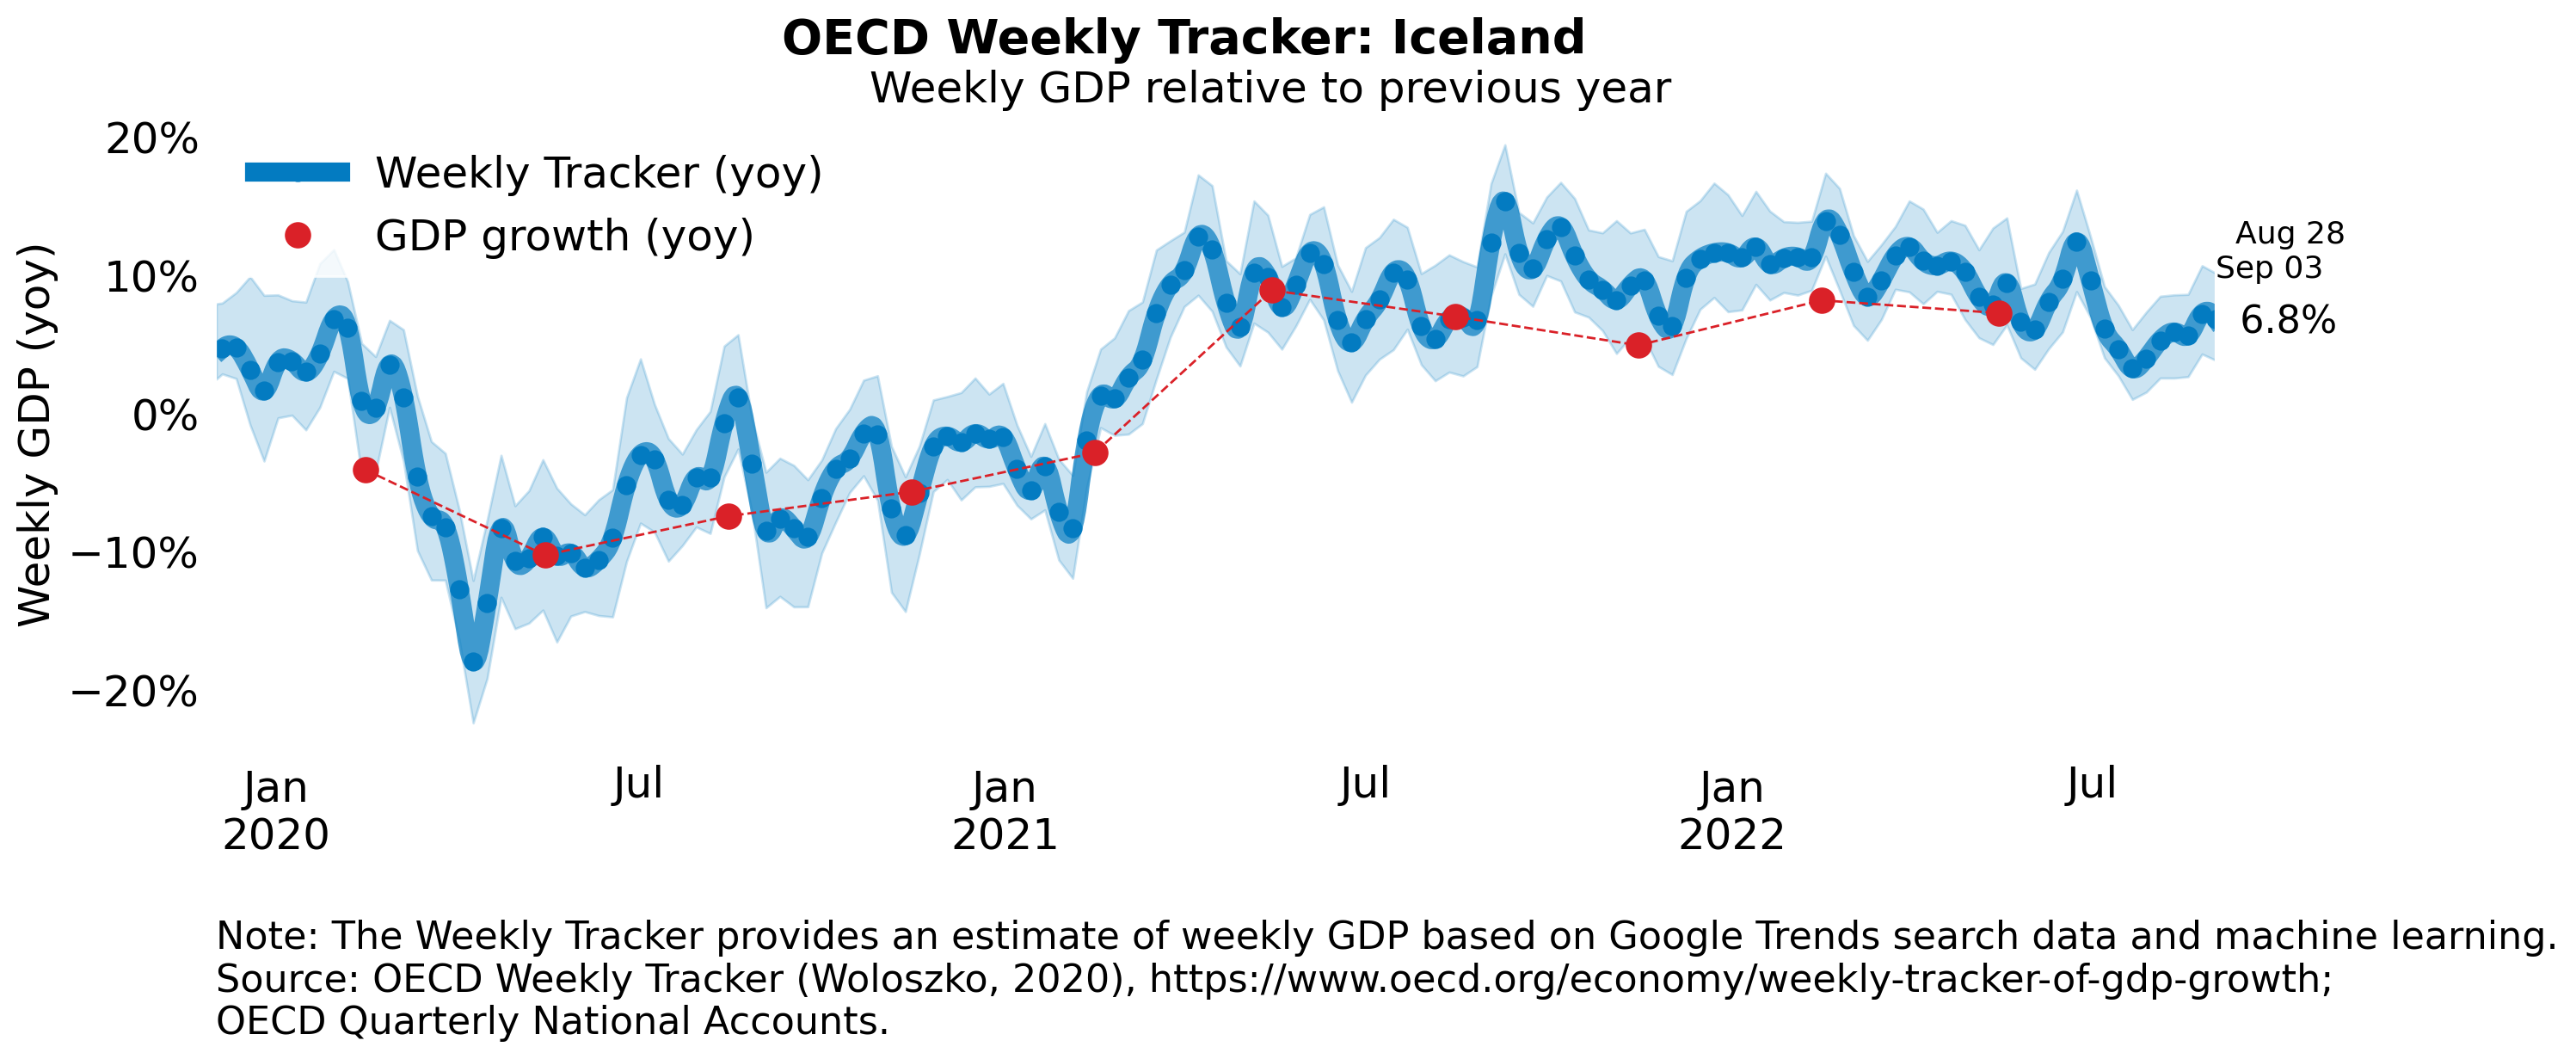 OECD Weekly Tracker: Iceland
Weekly GDP relative to previous year
Weekly GDP (yoy)
20%
10%
0%
−10%
−20%
Weekly Tracker (yoy)
GDP growth (yoy)
Aug 28
Sep 03
6.8%
Jan
2020
Jul
Jan
2021
Jul
Jan
2022
Jul
Note: The Weekly Tracker provides an estimate of weekly GDP based on Google Trends search data and machine learning.
Source: OECD Weekly Tracker (Woloszko, 2020), https://www.oecd.org/economy/weekly-tracker-of-gdp-growth;
OECD Quarterly National Accounts.